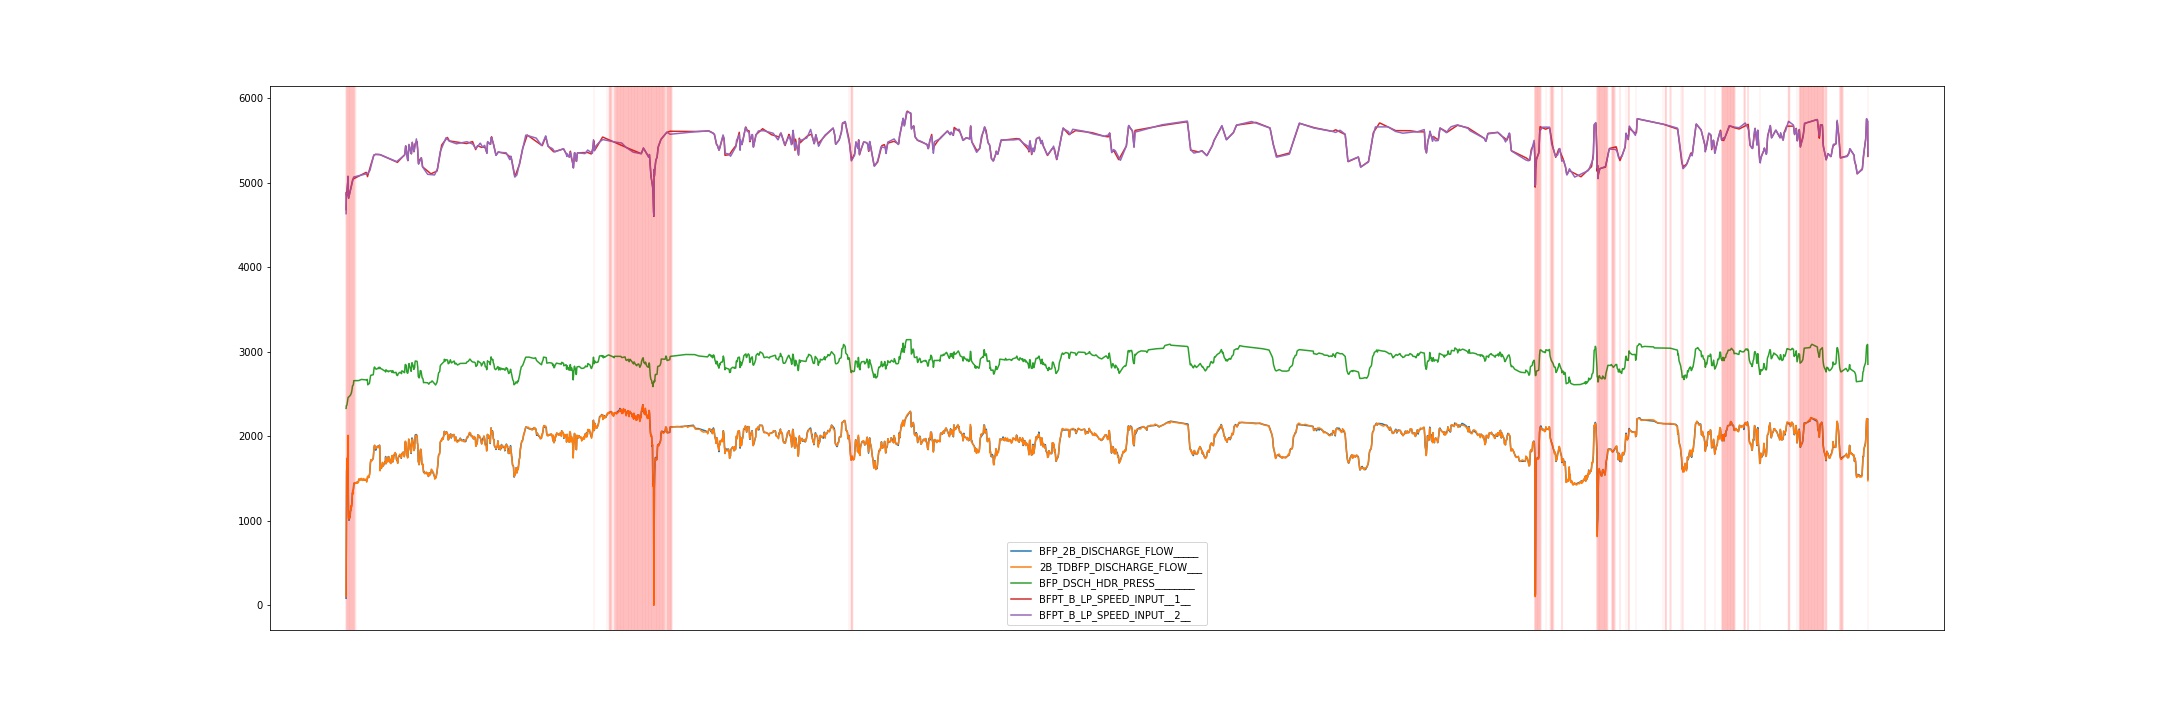 6000
5000
4000
3000
2000
1000
0
BFP_2B_DISCHARGE_FLOW_____
2B_TDBFP_DISCHARGE_FLOW___
BFP_DSCH_HDR_PRESS________
BFPT_B_LP_SPEED_INPUT__1__
BFPT_B_LP_SPEED_INPUT__2__